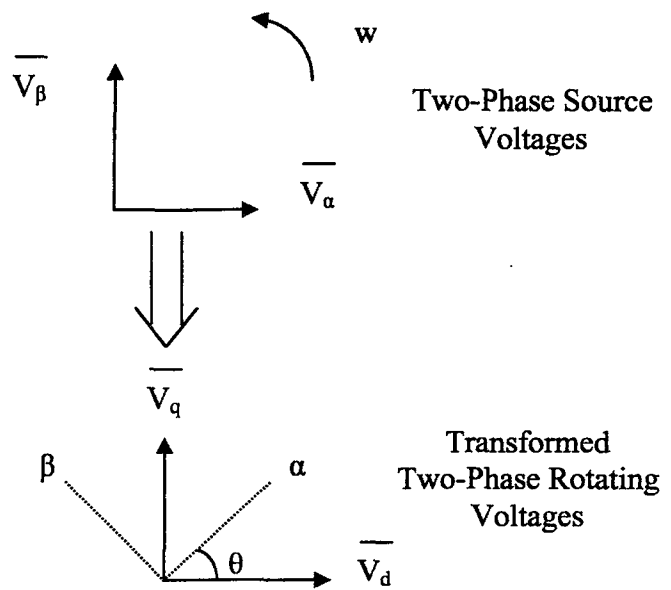 w
V̅β
Two-Phase Source
Voltages
V̅α
V̅q
β
α
Transformed
Two-Phase Rotating
Voltages
θ
V̅d